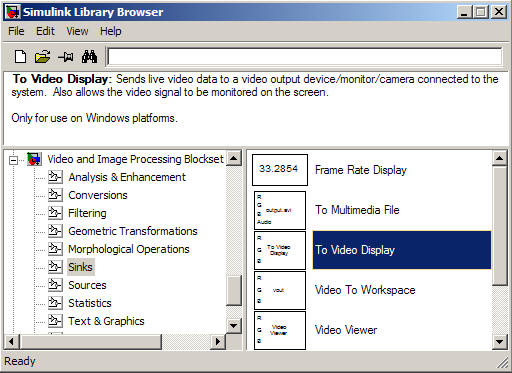 Simulink Library Browser
File Edit View Help
To Video Display: Sends live video data to a video output device/monitor/camera connected to the
system. Also allows the video signal to be monitored on the screen.
Only for use on Windows platforms.
Video and Image Processing Blockset
Analysis & Enhancement
Conversions
Filtering
Geometric Transformations
Morphological Operations
Sinks
Sources
Statistics
Text & Graphics
33.2854 Frame Rate Display
R
G output.avi
B
Audio
To Multimedia File
R
G To Video
B Display
To Video Display
R
G vout
B
Video To Workspace
R
G Video
B Viewer
Video Viewer
Ready